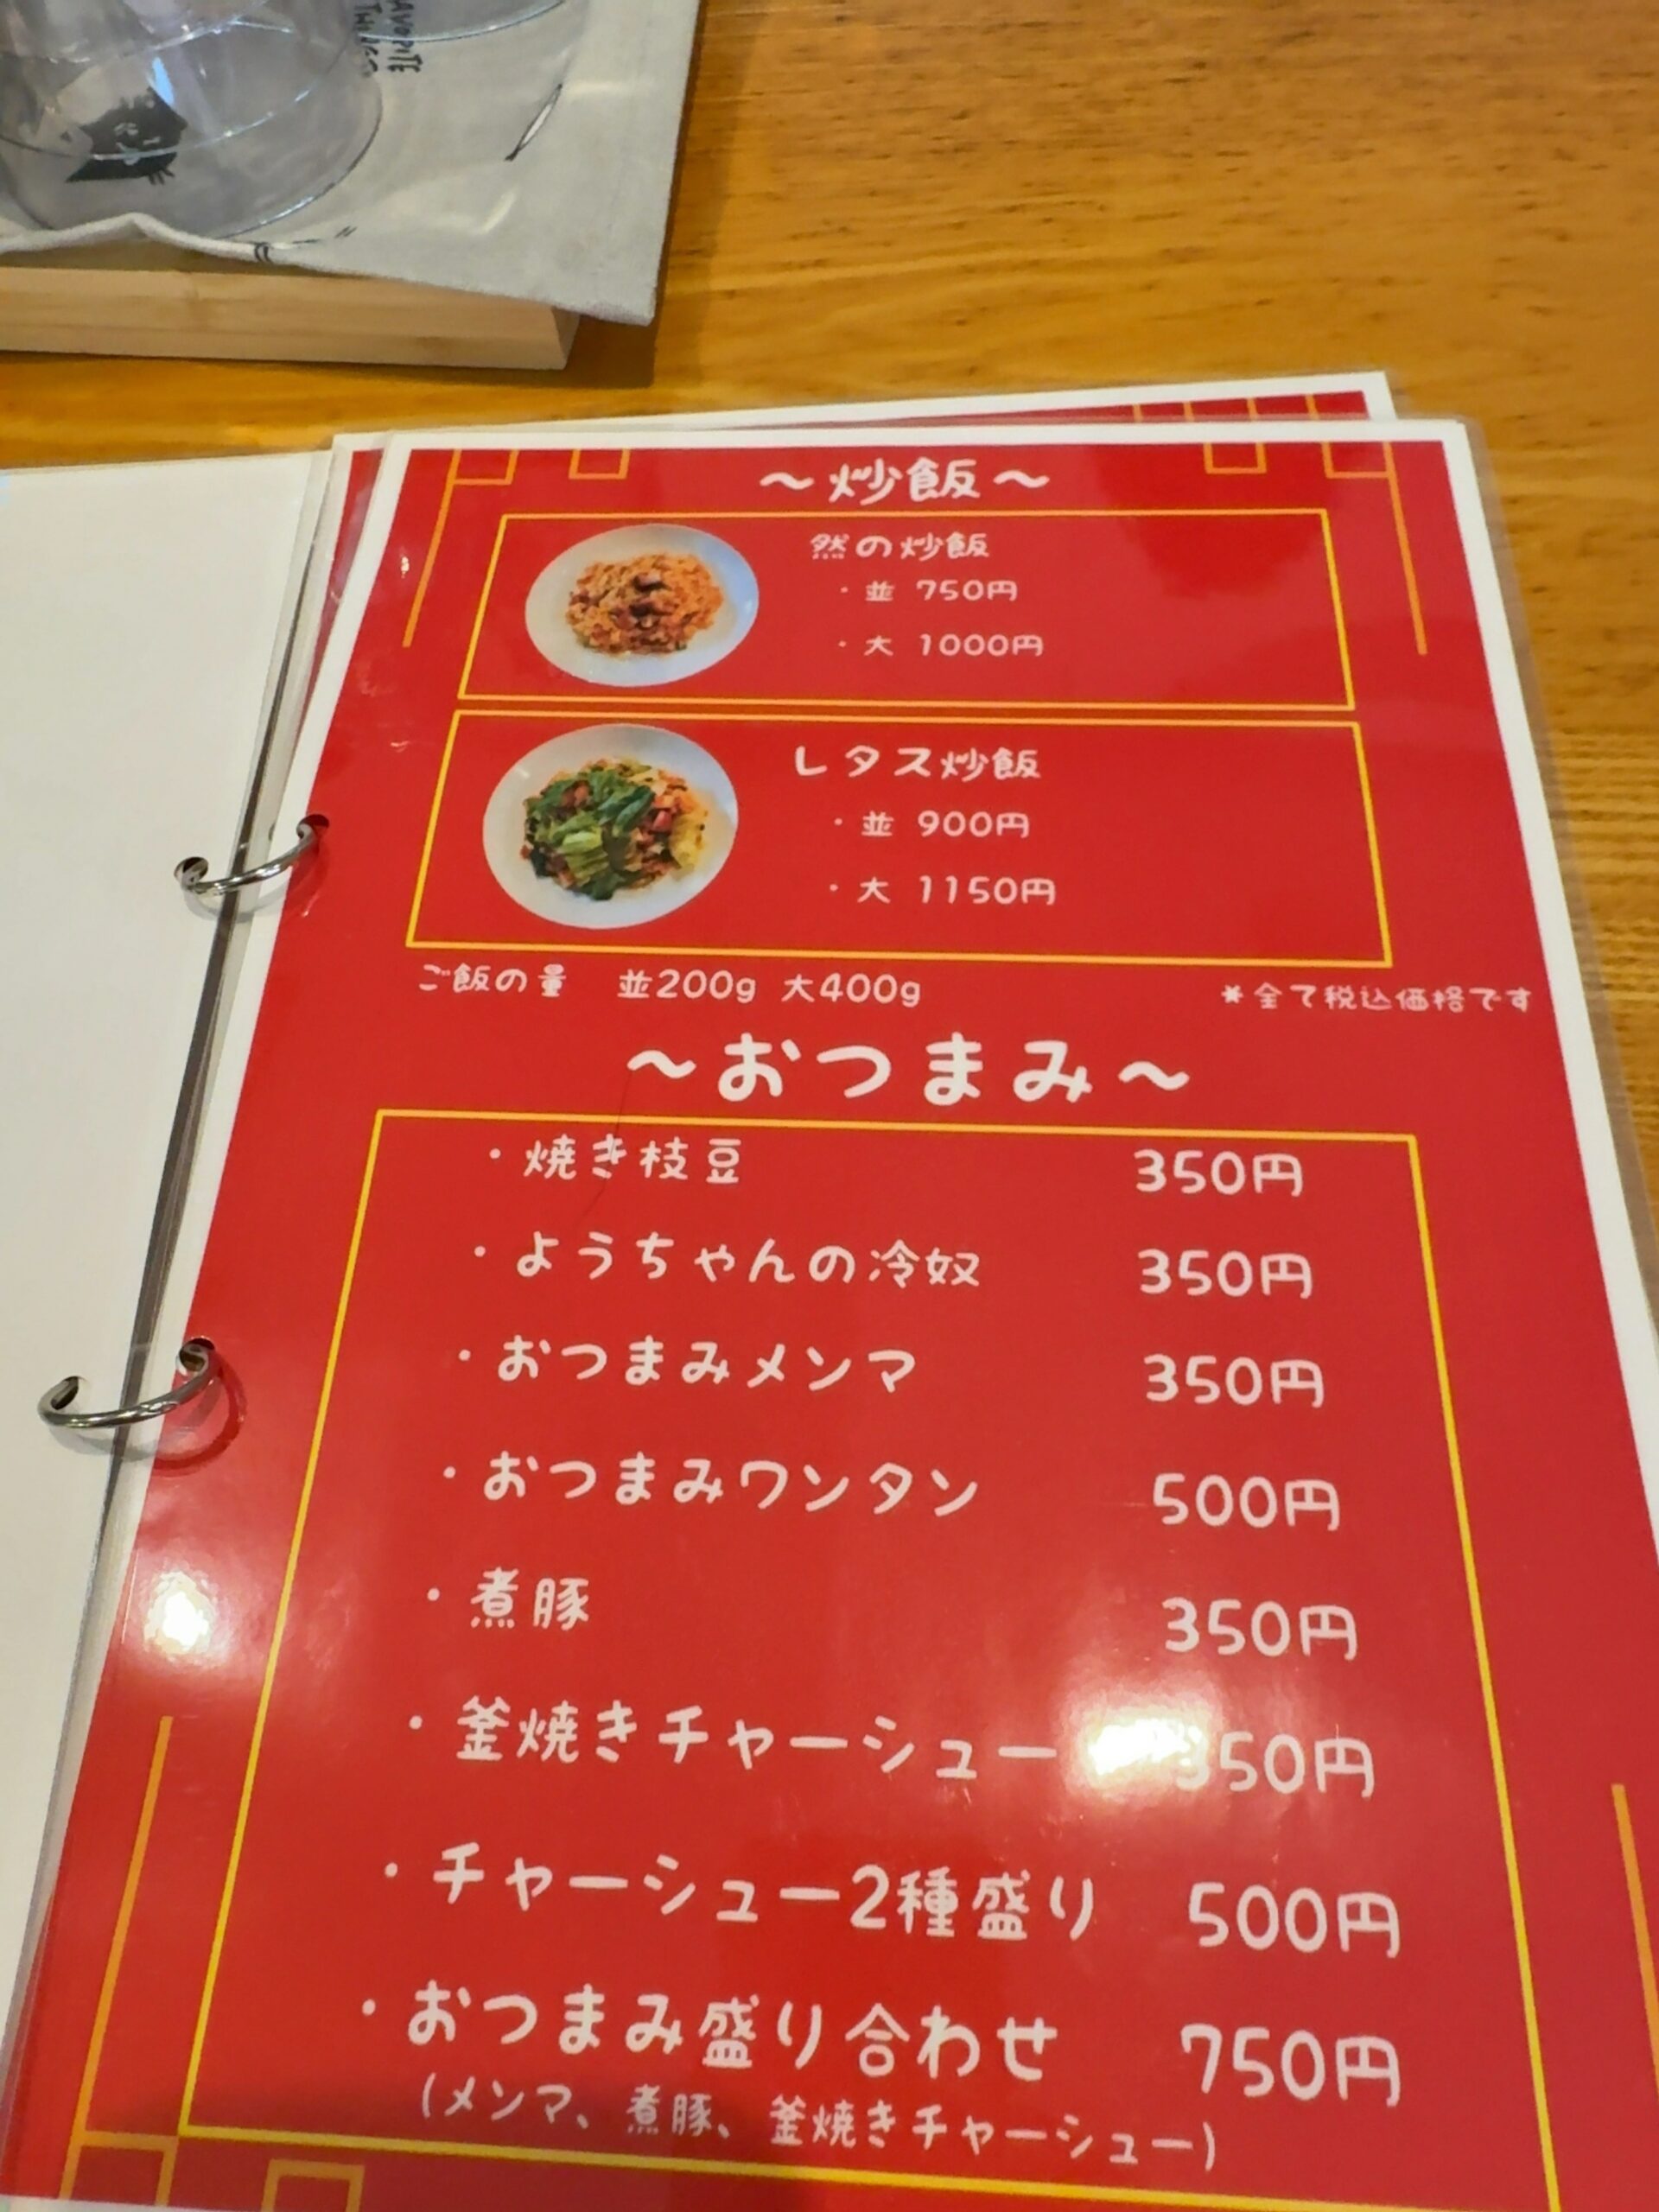 AVORITE
THINGS
～炒飯～
然の炒飯
・並 750円
・大 1000円
レタス炒飯
・並 900円
・大 1150円
ご飯の量 並200g 大400g
*全て税込価格です
～おつまみ～
・焼き枝豆 350円
・ようちゃんの冷奴 350円
・おつまみメンマ 350円
・おつまみワンタン 500円
・煮豚 350円
・釜焼きチャーシュー 350円
・チャーシュー2種盛り 500円
・おつまみ盛り合わせ 750円
(メンマ、煮豚、釜焼きチャーシュー)